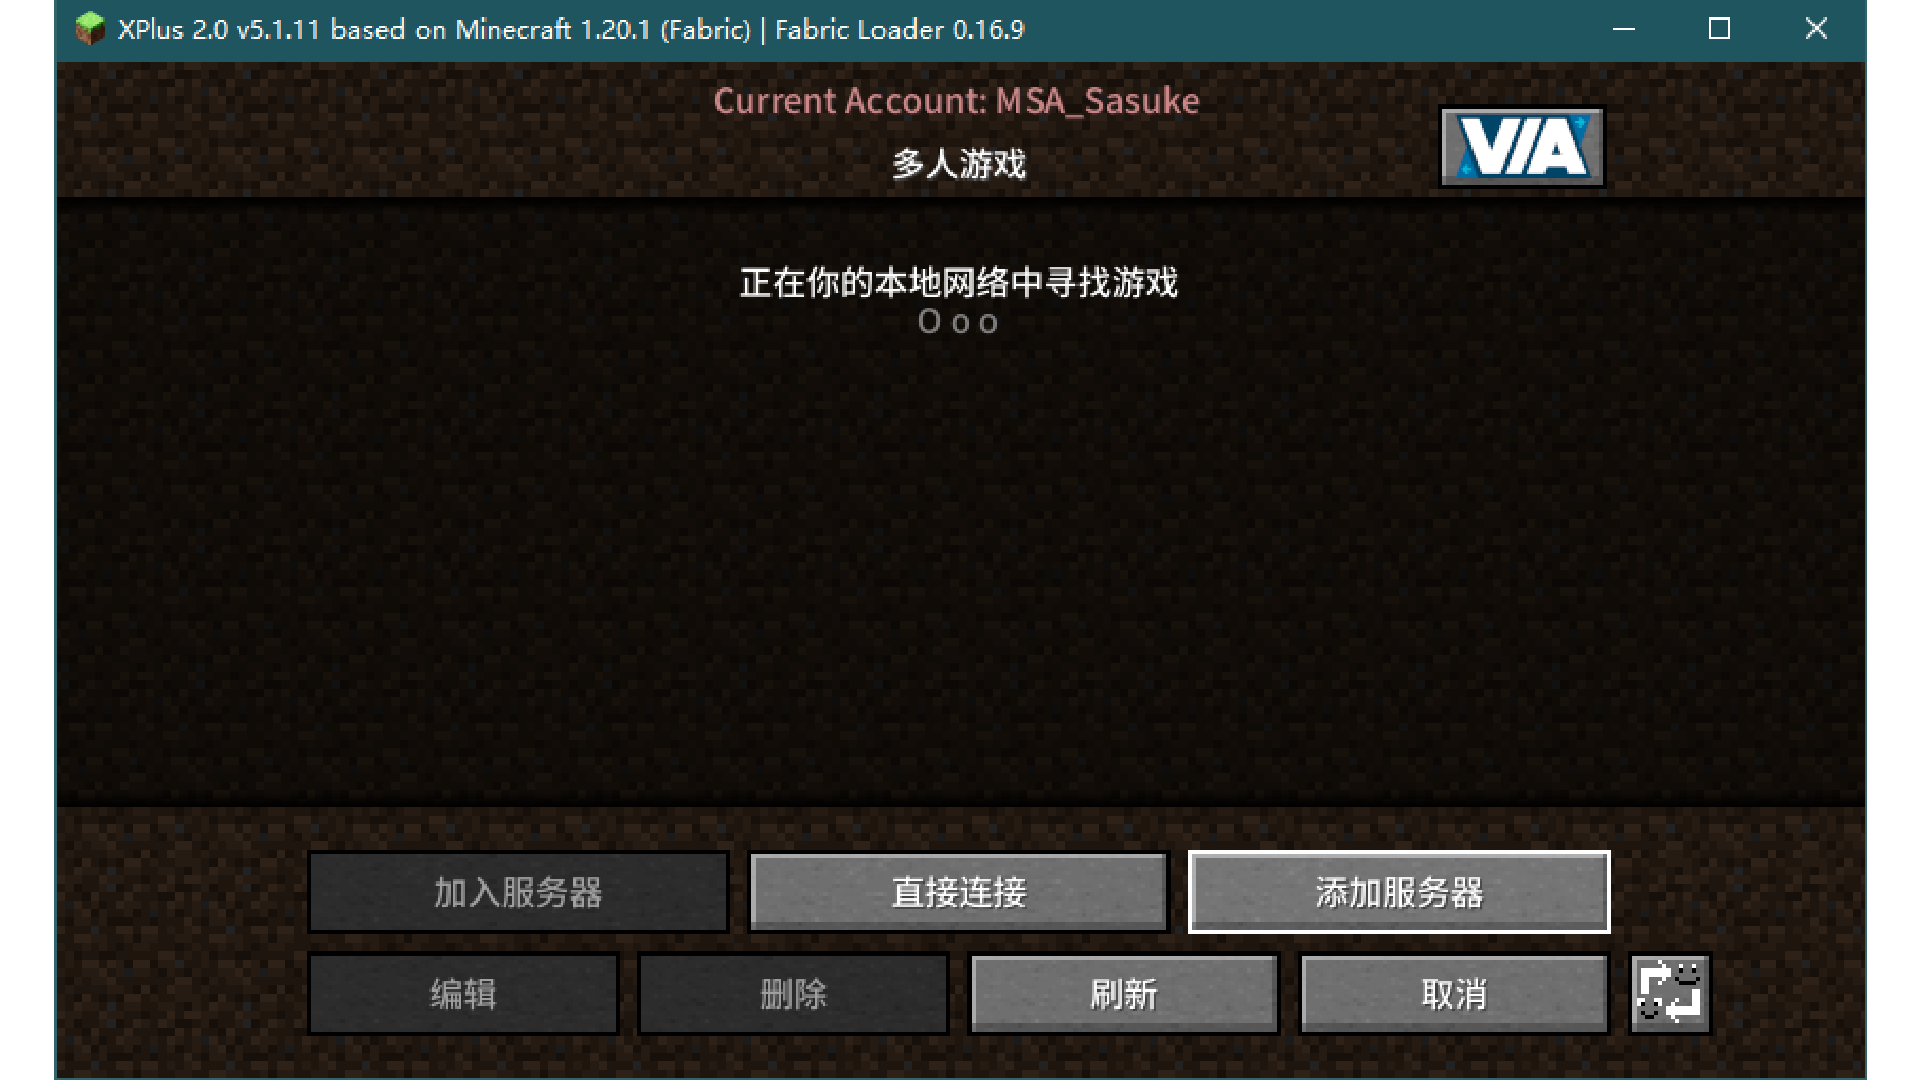 XPlus 2.0 v5.1.11 based on Minecraft 1.20.1 (Fabric) | Fabric Loader 0.16.9
Current Account: MSA_Sasuke
多人游戏
VIA
正在你的本地网络中寻找游戏
O o o
加入服务器
直接连接
添加服务器
编辑
删除
刷新
取消